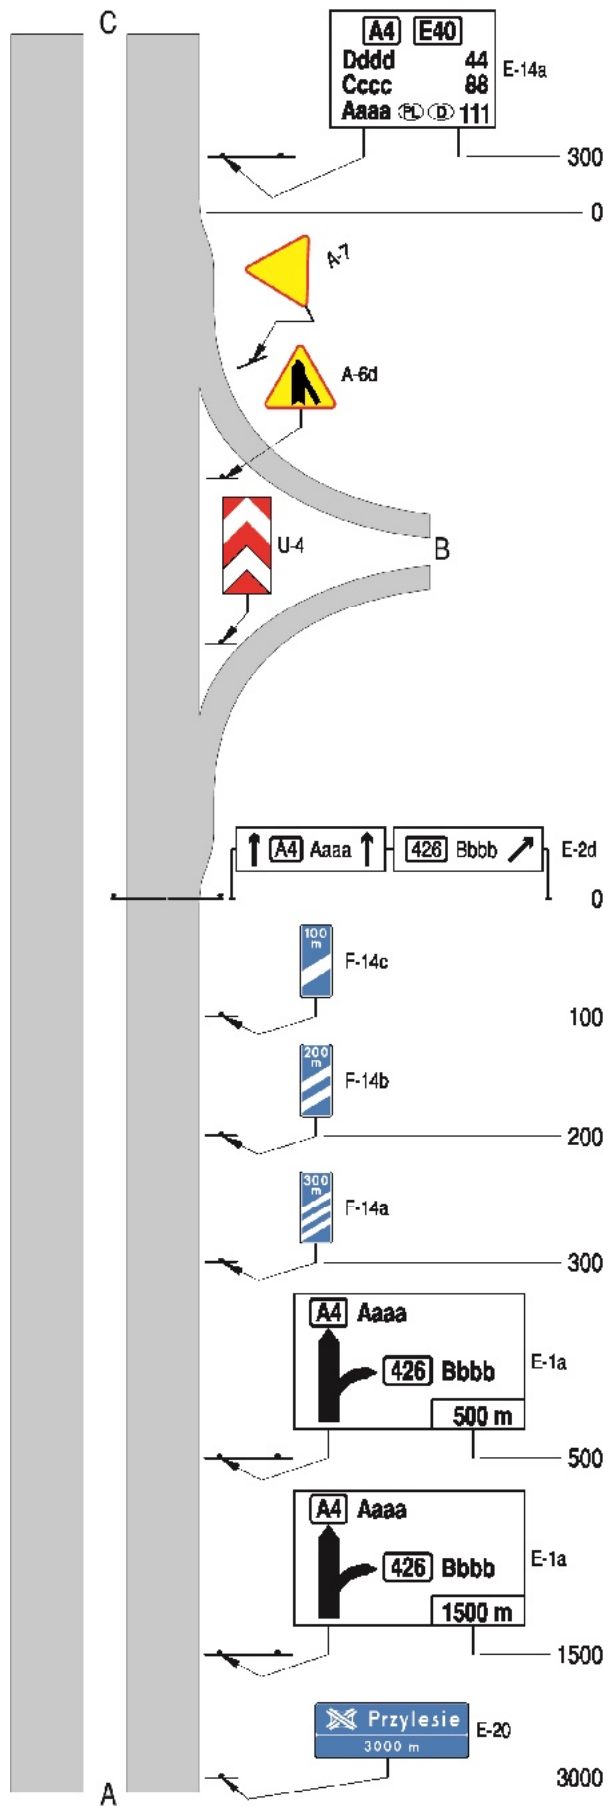 C
A4 E40
Dddd 44
Cccc 88
Aaaa PL D 111
E-14a
300
0
A-7
A-6d
U-4
B
A4 Aaaa
426 Bbbb
E-2d
0
100
m
F-14c
100
200
m
F-14b
200
300
m
F-14a
300
A4 Aaaa
426 Bbbb
500 m
E-1a
500
A4 Aaaa
426 Bbbb
1500 m
E-1a
1500
Przylesie
3000 m
E-20
3000
A